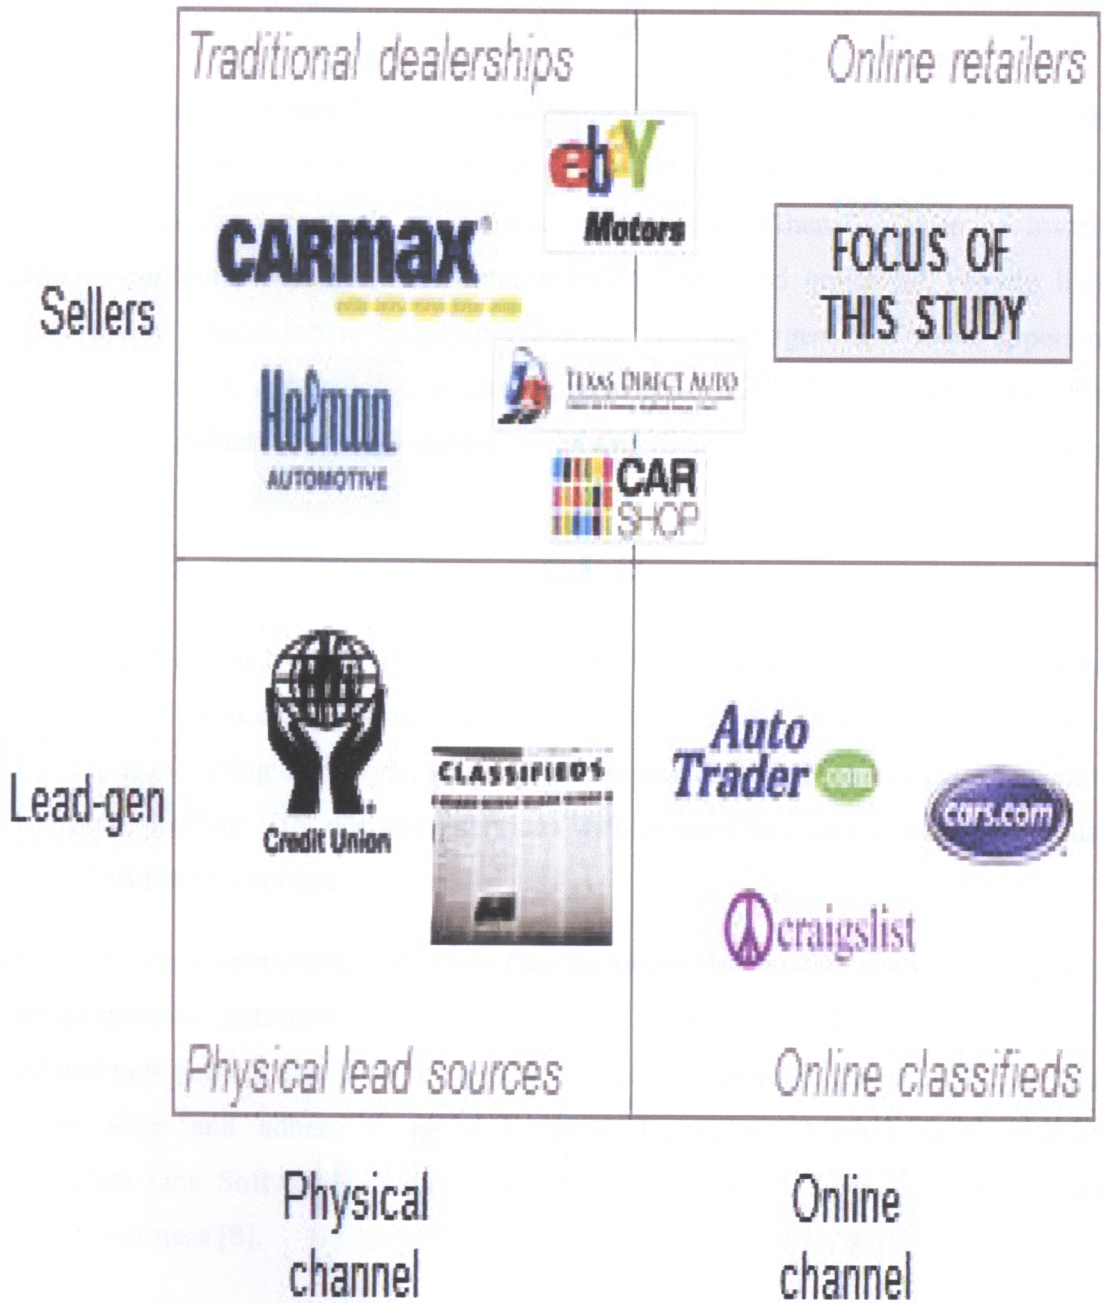 Traditional dealerships
Online retailers
ebaY
Motors
CARmax®
FOCUS OF
THIS STUDY
Sellers
TEXAS DIRECT AUTO
Holman
AUTOMOTIVE
CAR
SHOP
Auto
Trader .com
CLASSIFIEDS
cars.com
Lead-gen
Credit Union
craigslist
Physical lead sources
Online classifieds
Physical
channel
Online
channel